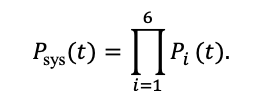 P_sys(t) = ∏_{i=1}^{6} P_i (t).